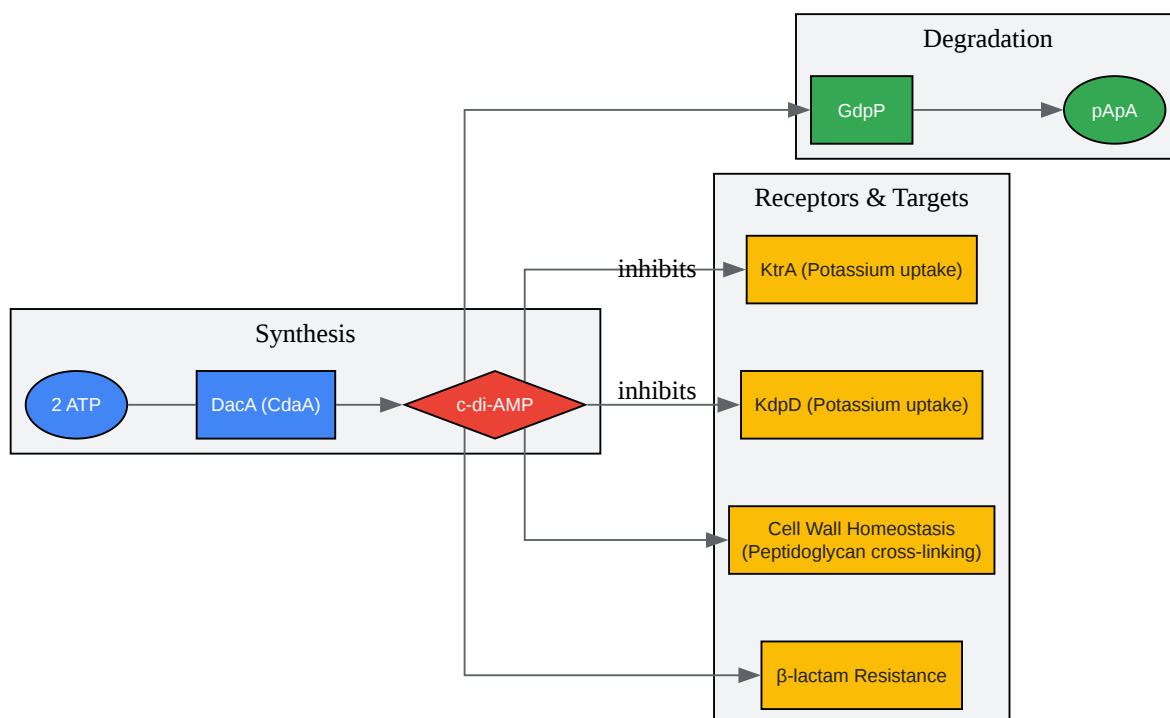 Degradation
GdpP
pApA
Receptors & Targets
inhibits
KtrA (Potassium uptake)
Synthesis
2 ATP
DacA (CdaA)
c-di-AMP
inhibits
KdpD (Potassium uptake)
Cell Wall Homeostasis
(Peptidoglycan cross-linking)
β-lactam Resistance